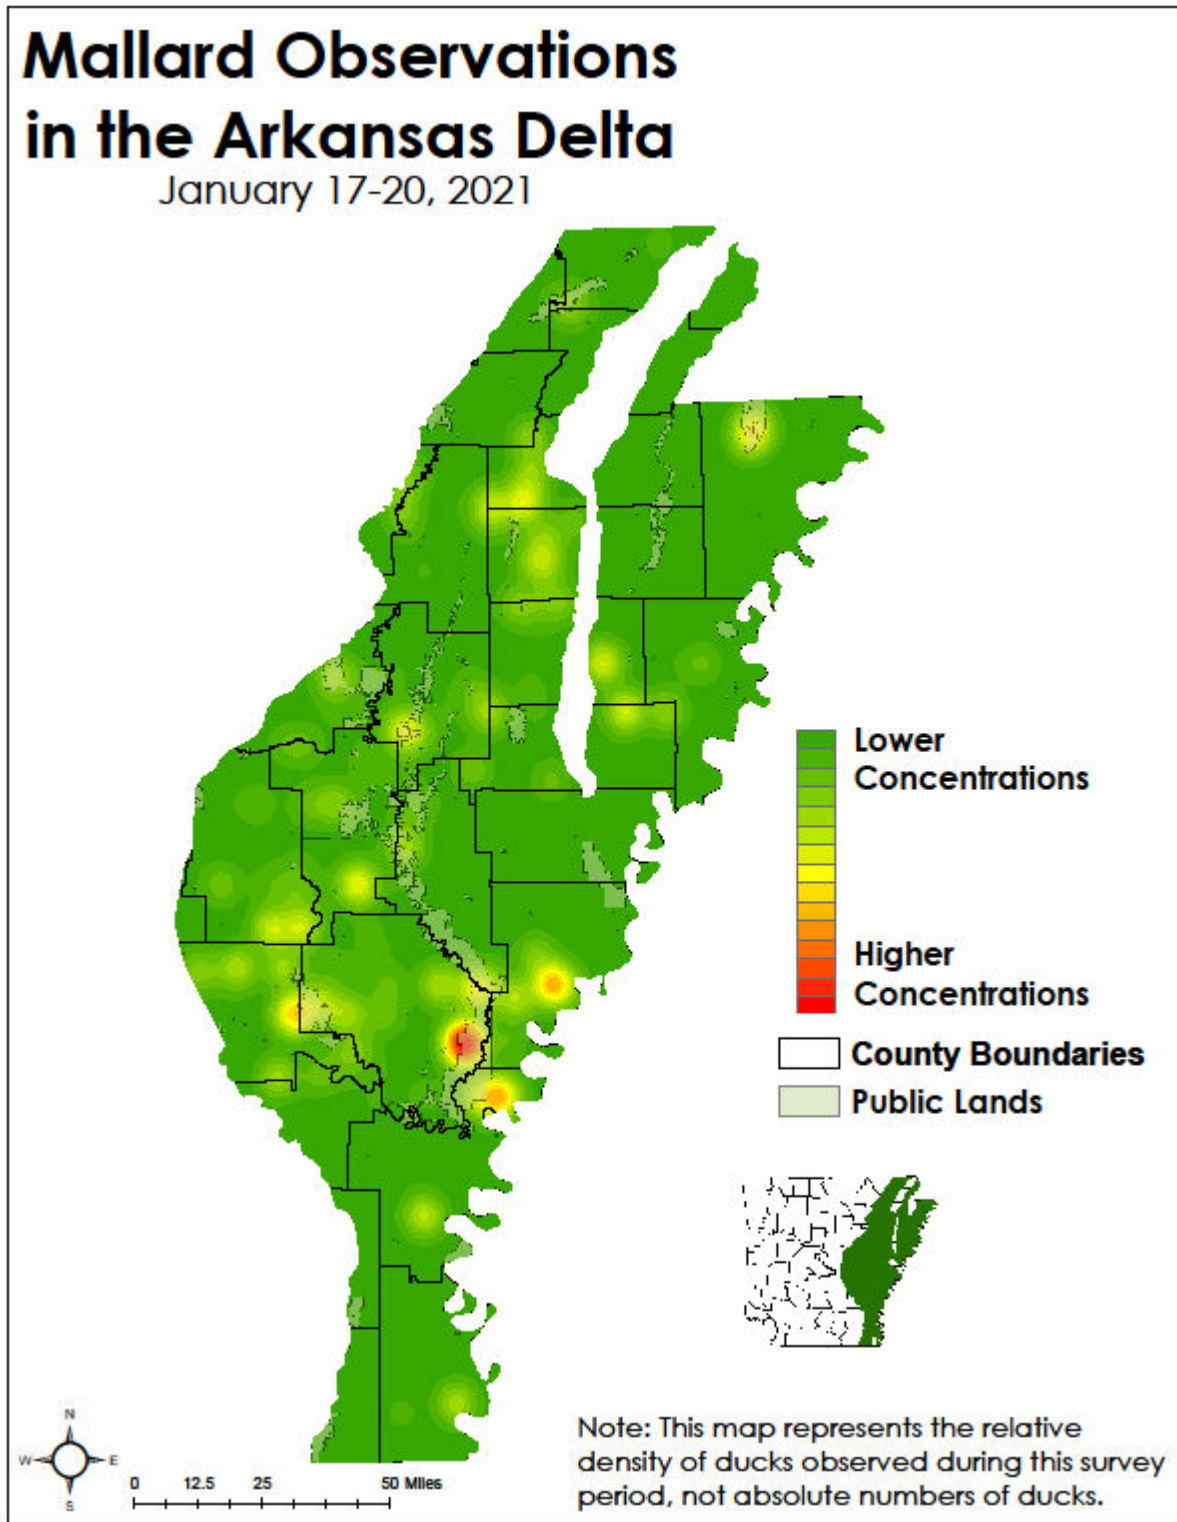 Mallard Observations
in the Arkansas Delta
January 17-20, 2021
Lower
Concentrations
Higher
Concentrations
County Boundaries
Public Lands
N
W
E
S
0 12.5 25 50 Miles
Note: This map represents the relative
density of ducks observed during this survey
period, not absolute numbers of ducks.